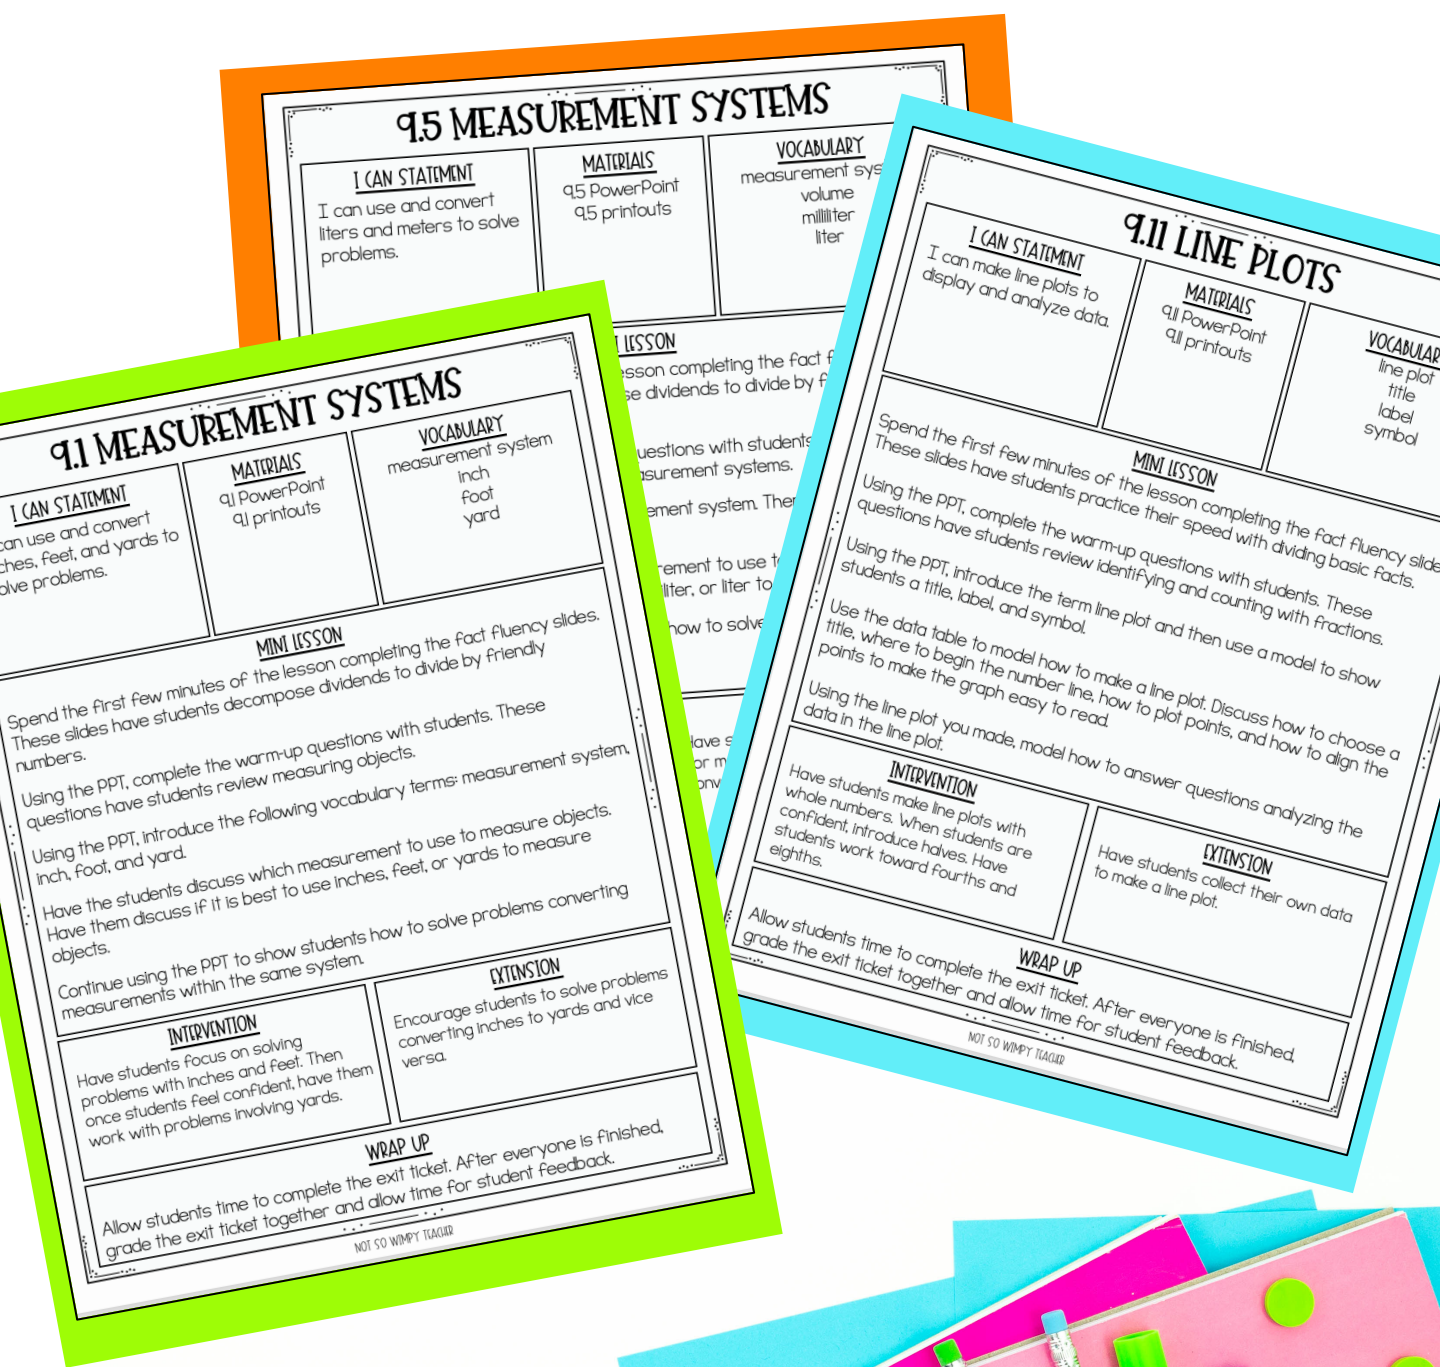 9.5 MEASUREMENT SYSTEMS
I CAN STATEMENT
I can use and convert
liters and meters to solve
problems.
MATERIALS
9.5 PowerPoint
9.5 printouts
VOCABULARY
measurement
volume
milliliter
liter
LESSON
completing the fact
dividends to divide by
questions with students
measurement systems.
system.
to use
or liter to
how to solve
9.1 MEASUREMENT SYSTEMS
I CAN STATEMENT
can use and convert
feet, and yards to
problems.
MATERIALS
9.1 PowerPoint
9.1 printouts
VOCABULARY
measurement system
inch
foot
yard
MINI LESSON
Spend the first few minutes of the lesson completing the fact fluency slides.
These slides have students decompose dividends to divide by friendly
numbers.
Using the PPT, complete the warm-up questions with students. These
questions have students review measuring objects.
Using the PPT, introduce the following vocabulary terms: measurement system,
inch, foot, and yard.
Have the students discuss which measurement to use to measure objects.
Have them discuss if it is best to use inches, feet, or yards to measure
objects.
Continue using the PPT to show students how to solve problems converting
measurements within the same system.
INTERVENTION
Have students focus on solving
problems with inches and feet. Then
once students feel confident, have them
work with problems involving yards.
EXTENSION
Encourage students to solve problems
converting inches to yards and vice
versa.
WRAP UP
Allow students time to complete the exit ticket. After everyone is finished,
grade the exit ticket together and allow time for student feedback.
NOT SO WIMPY TEACHER
9.11 LINE PLOTS
I CAN STATEMENT
I can make line plots to
display and analyze data.
MATERIALS
9.11 PowerPoint
9.11 printouts
VOCABULARY
line plot
title
label
symbol
MINI LESSON
Spend the first few minutes of the lesson completing the fact fluency slides
These slides have students practice their speed with dividing basic facts.
Using the PPT, complete the warm-up questions with students. These
questions have students review identifying and counting with fractions.
Using the PPT, introduce the term line plot and then use a model to show
students a title, label, and symbol.
Use the data table to model how to make a line plot. Discuss how to choose a
title, where to begin the number line, how to plot points, and how to align the
points to make the graph easy to read.
Using the line plot you made, model how to answer questions analyzing the
data in the line plot.
INTERVENTION
Have students make line plots with
whole numbers. When students are
confident, introduce halves. Have
students work toward fourths and
eighths.
EXTENSION
Have students collect their own data
to make a line plot.
WRAP UP
Allow students time to complete the exit ticket. After everyone is finished,
grade the exit ticket together and allow time for student feedback.
NOT SO WIMPY TEACHER